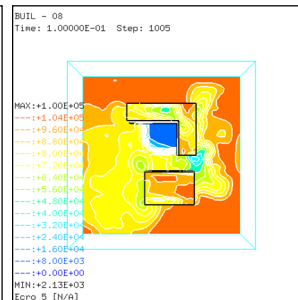 BUIL - 08
Time: 1.00000E-01 Step: 1005
MAX:+1.00E+05
---:+1.04E+05
---:+9.60E+04
---:+8.80E+04
---:+8.00E+04
---:+7.20E+04
---:+6.40E+04
---:+5.60E+04
---:+4.80E+04
---:+4.00E+04
---:+3.20E+04
---:+2.40E+04
---:+1.60E+04
---:+8.00E+03
---:+0.00E+00
MIN:+2.13E+03
Ecro 5 [N/A]